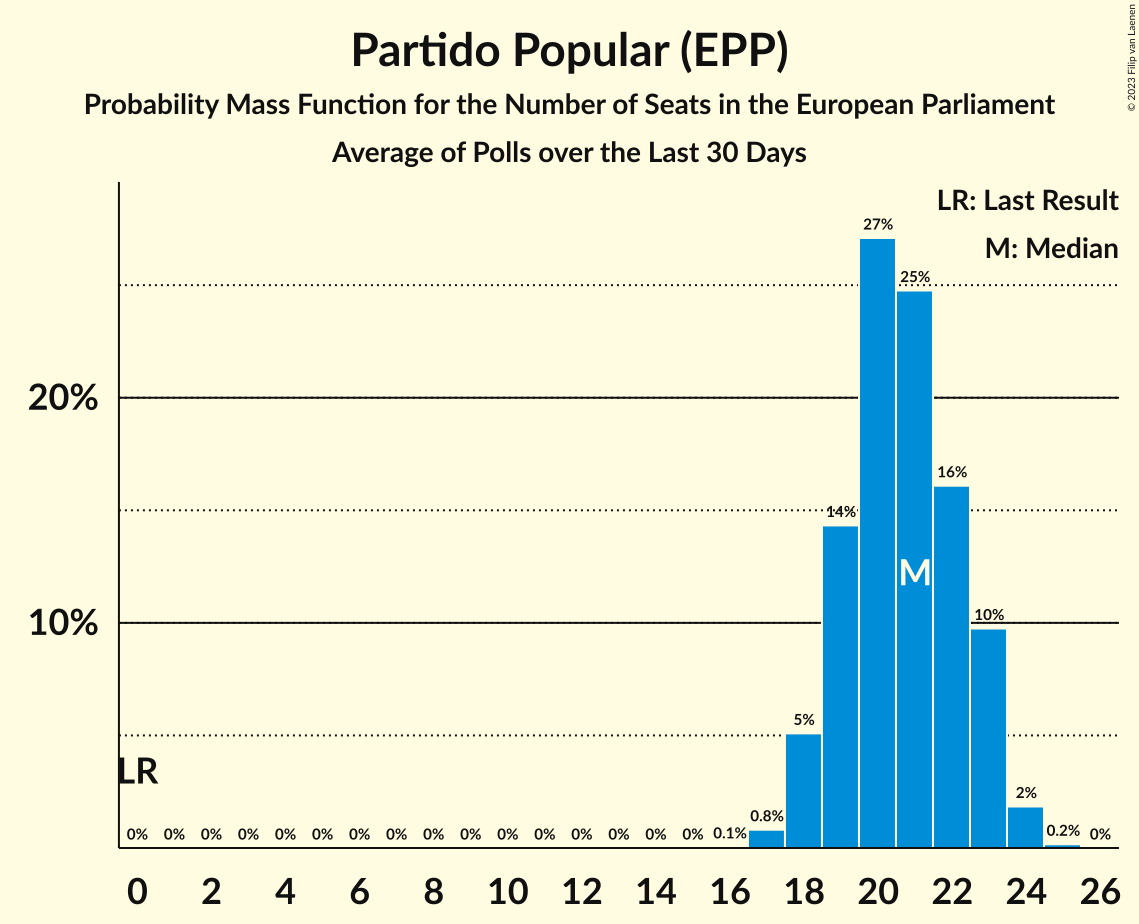 Partido Popular (EPP)
Probability Mass Function for the Number of Seats in the European Parliament
Average of Polls over the Last 30 Days
© 2023 Filip van Laenen
LR: Last Result
M: Median
27%
25%
20%
16%
14%
M
10%
10%
5%
LR
2%
0% 0% 0% 0% 0% 0% 0% 0% 0% 0% 0% 0% 0% 0% 0% 0% 0.1% 0.8% 0.2% 0%
0 2 4 6 8 10 12 14 16 18 20 22 24 26